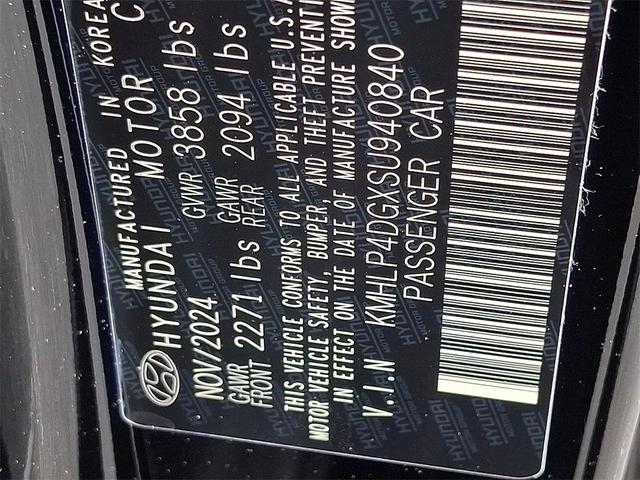 MANUFACTURED IN KOREA
HYUNDAI MOTOR C
NOV/2024 GVWR 3858 lbs
GAWR FRONT 2271 lbs GAWR REAR 2094 lbs
THIS VEHICLE CONFORMS TO ALL APPLICABLE U.S.A
MOTOR VEHICLE SAFETY, BUMPER, AND THEFT PREVENTI
IN EFFECT ON THE DATE OF MANUFACTURE SHOW
V.I.N KMHLP4DGXSU940840
PASSENGER CAR